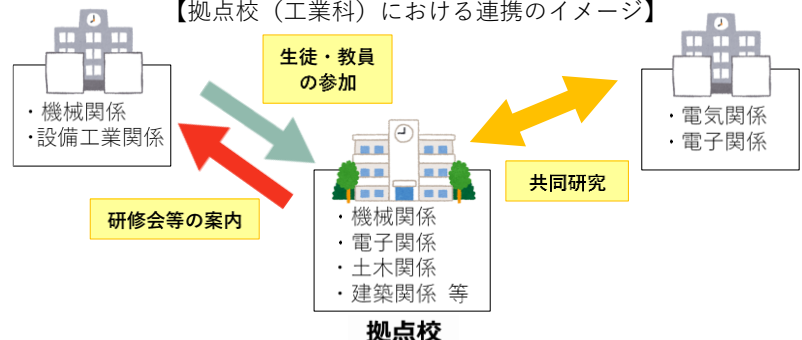 【拠点校（工業科）における連携のイメージ】
生徒・教員
の参加
・機械関係
・設備工業関係
・電気関係
・電子関係
共同研究
研修会等の案内
・機械関係
・電子関係
・土木関係
・建築関係 等
拠点校